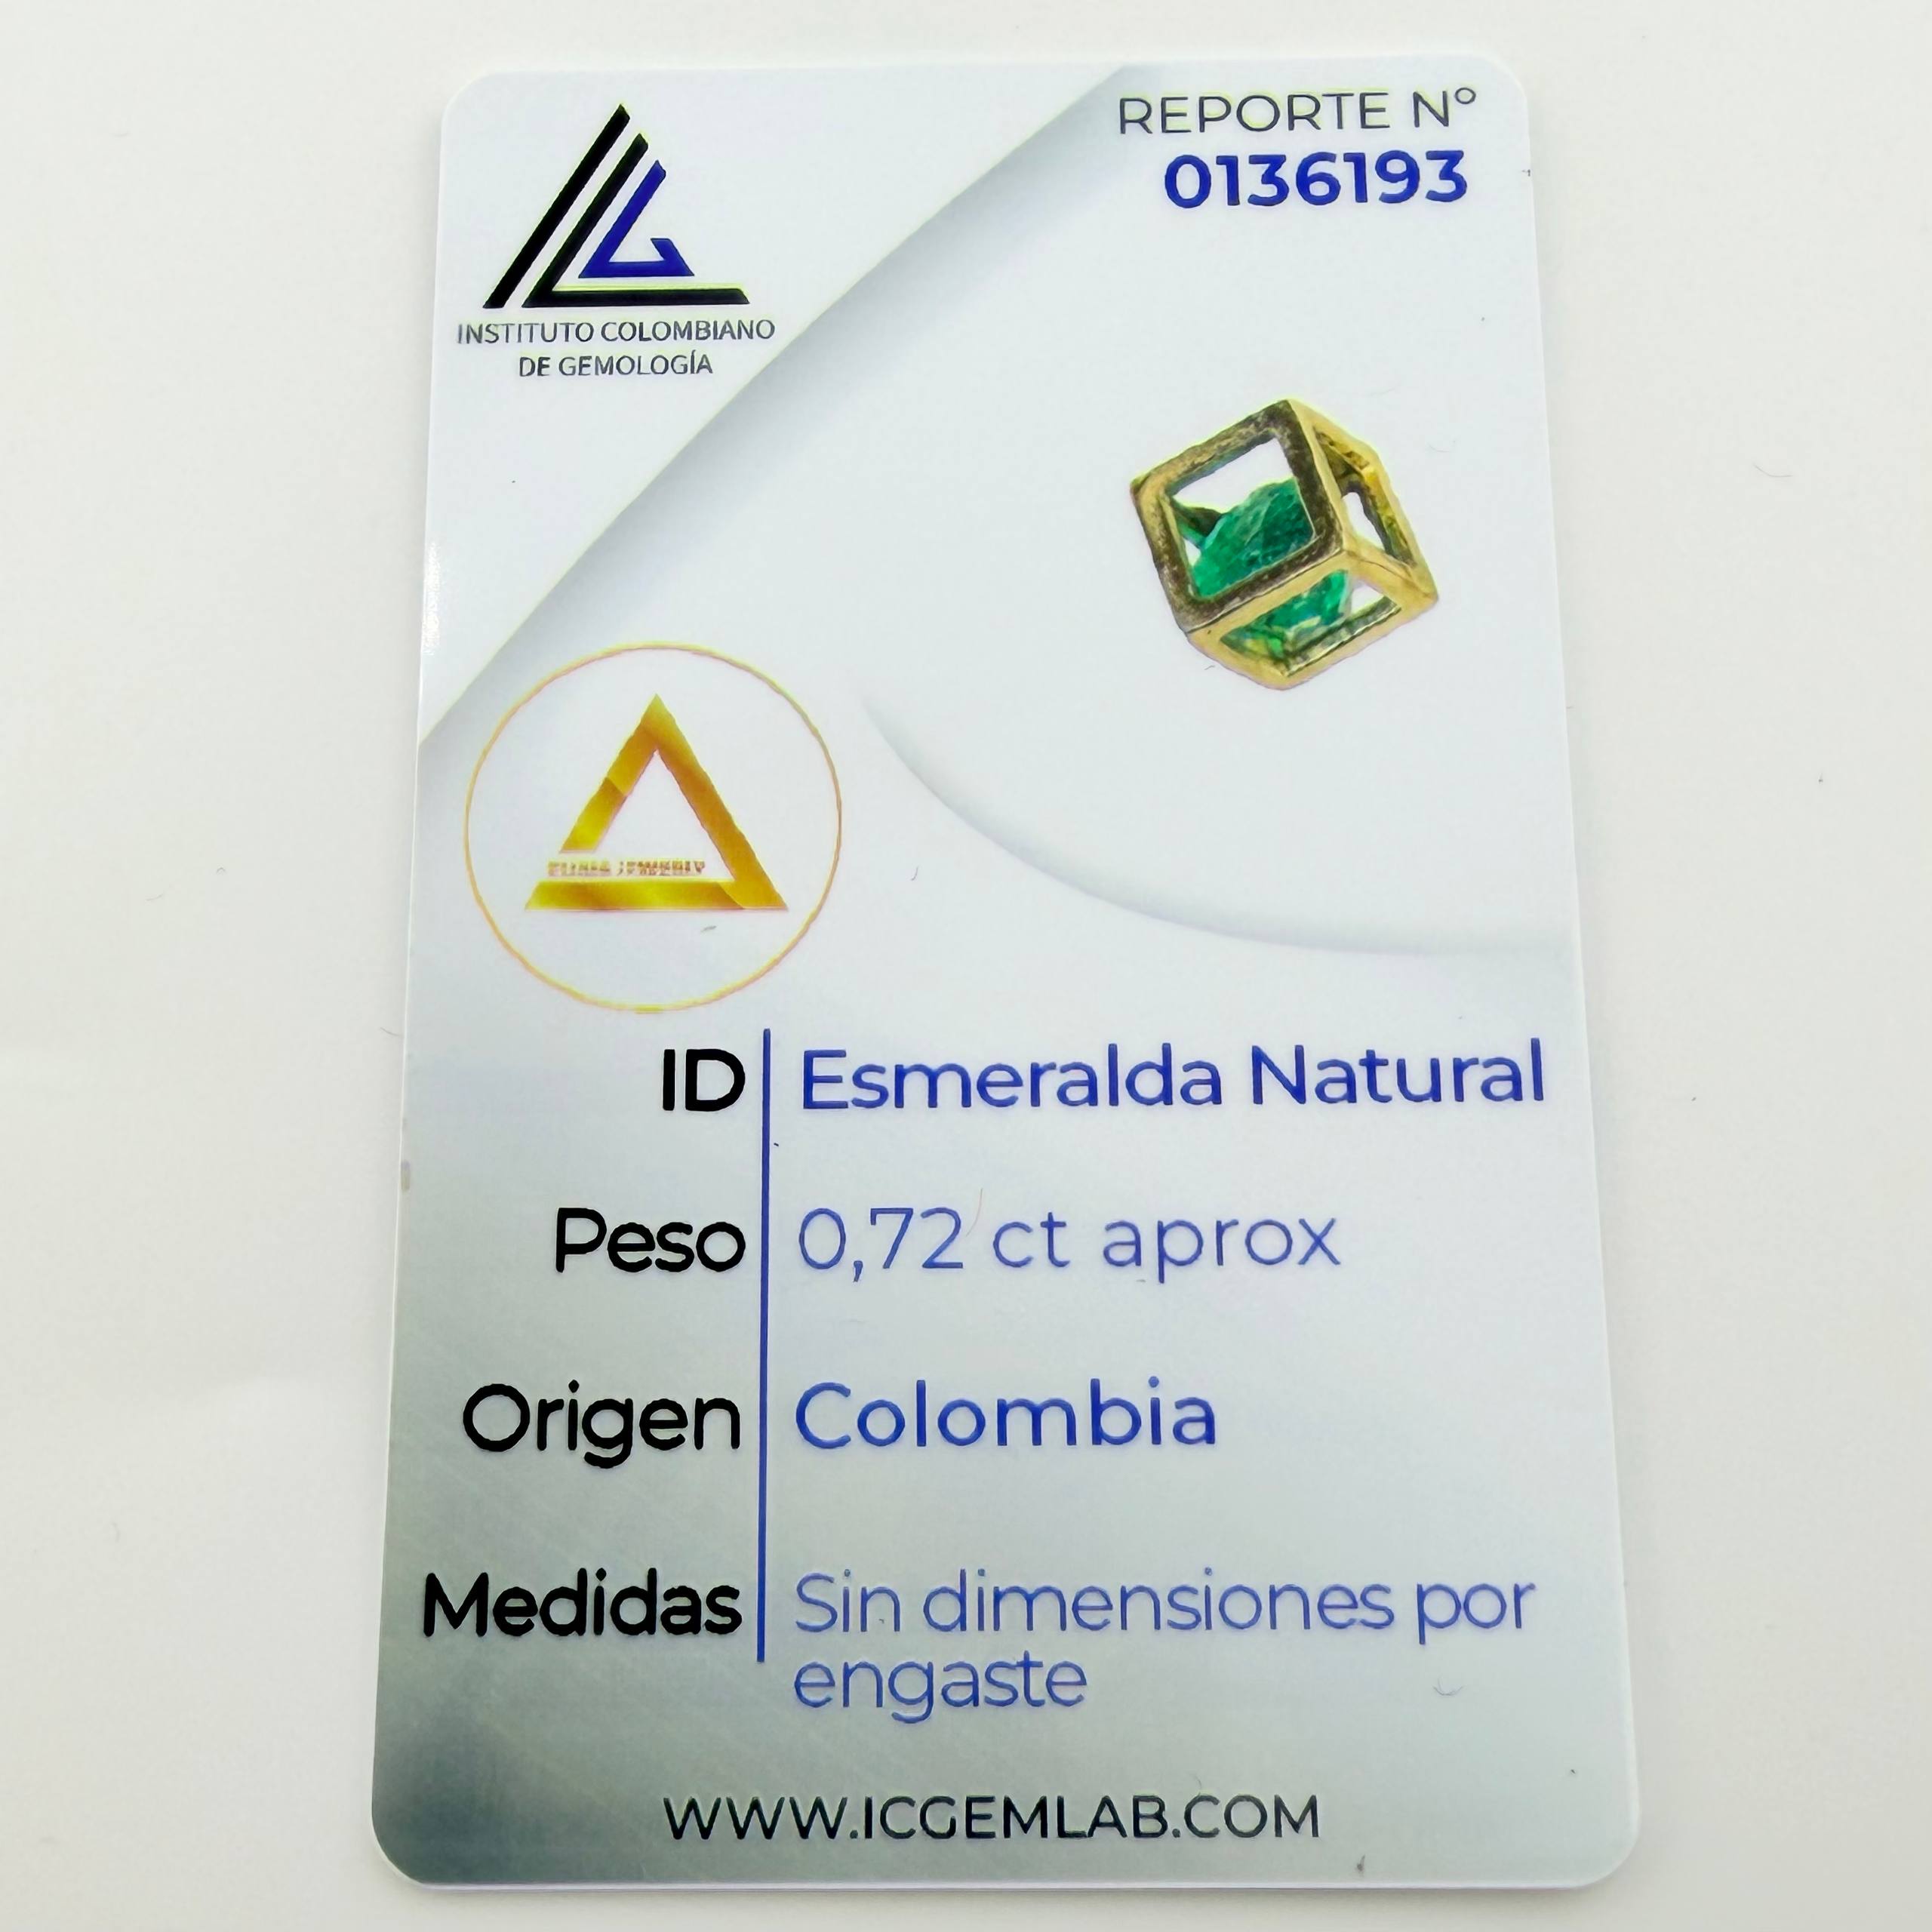 INSTITUTO COLOMBIANO
DE GEMOLOGÍA
REPORTE Nº
0136193
ID Esmeralda Natural
Peso 0,72 ct aprox
Origen Colombia
Medidas Sin dimensiones por
engaste
WWW.ICGEMLAB.COM